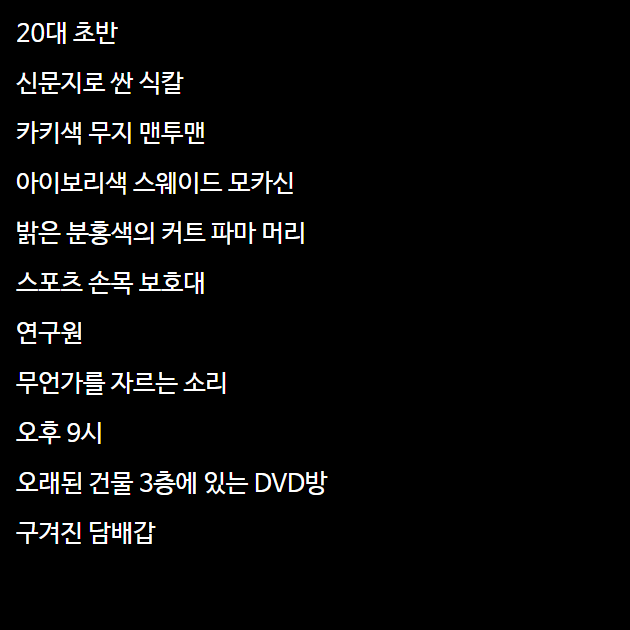 20대 초반
신문지로 싼 식칼
카키색 무지 맨투맨
아이보리색 스웨이드 모카신
밝은 분홍색의 커트 파마 머리
스포츠 손목 보호대
연구원
무언가를 자르는 소리
오후 9시
오래된 건물 3층에 있는 DVD방
구겨진 담배갑